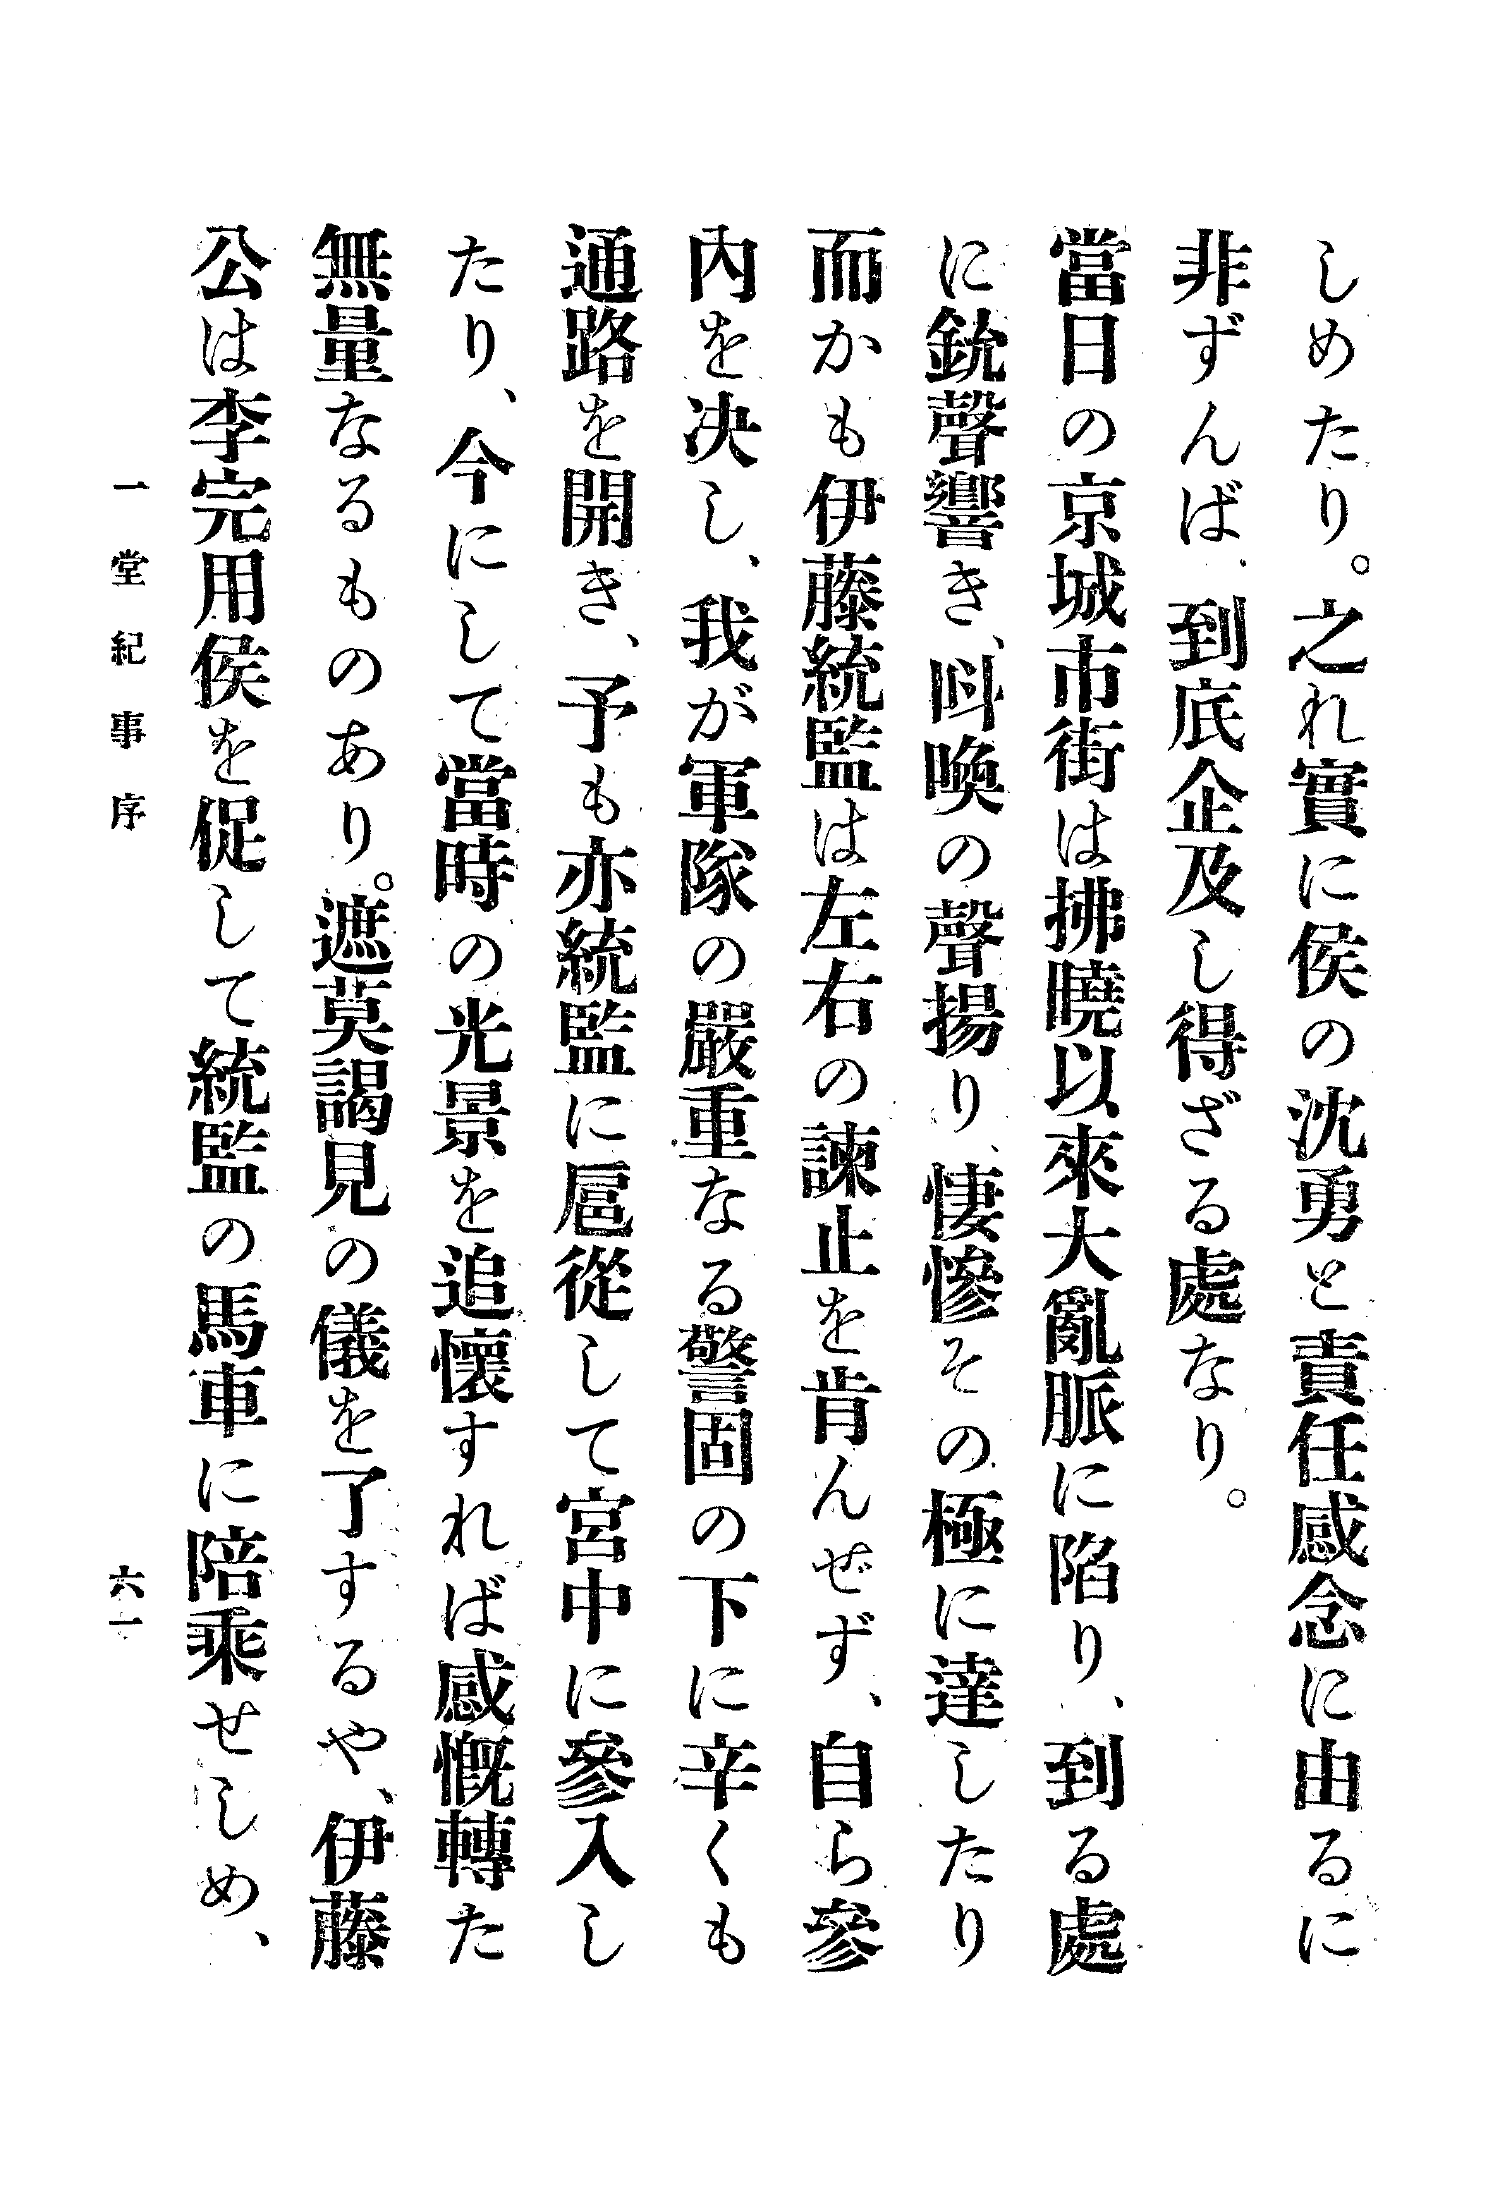 しめたり。之れ實に侯の沈勇と責任感念に由るに
非ずんば、到底企及し得ざる處なり。
當日の京城市街は拂曉以來大亂脈に陷り、到る處
に銃聲響き、叫喚の聲揚り、悽慘その極に達したり
而かも伊藤統監は左右の諫止を肯んぜず、自ら參
內を決し、我が軍隊の嚴重なる警固の下に辛くも
通路を開き、予も亦統監に扈從して宮中に參入し
たり、今にして當時の光景を追懷すれば感慨轉た
無量なるものあり。遮莫謁見の儀を了するや、伊藤
公は李完用侯を促して統監の馬車に陪乘せしめ、
一堂紀事序
六一